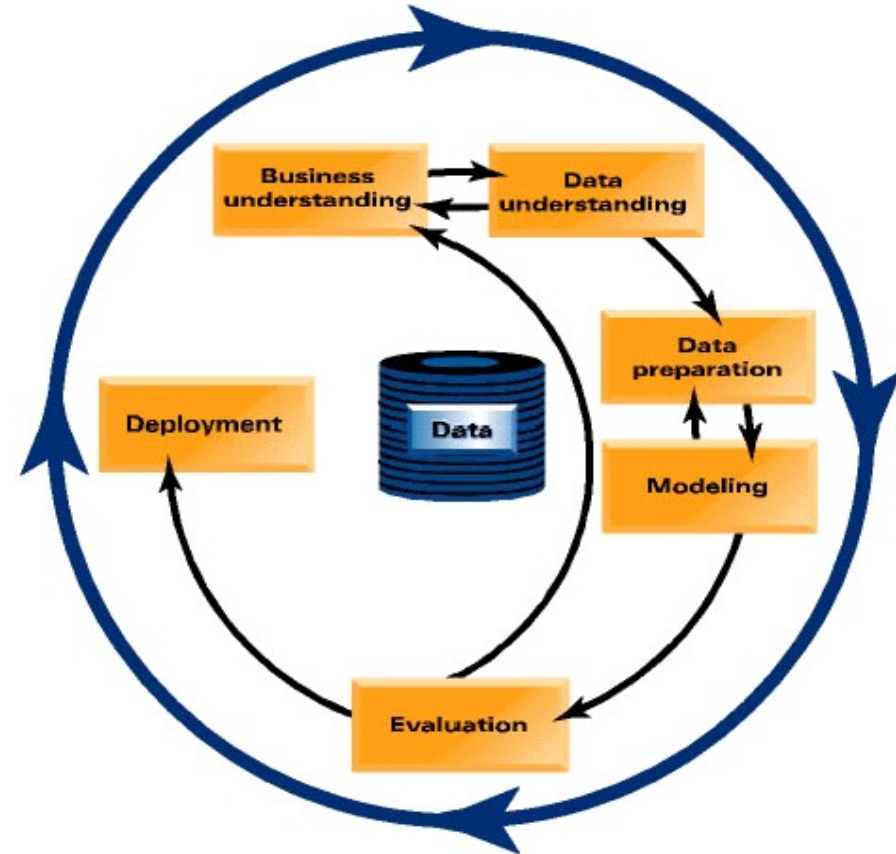 Business
understanding
Data
understanding
Data
preparation
Deployment
Data
Modeling
Evaluation